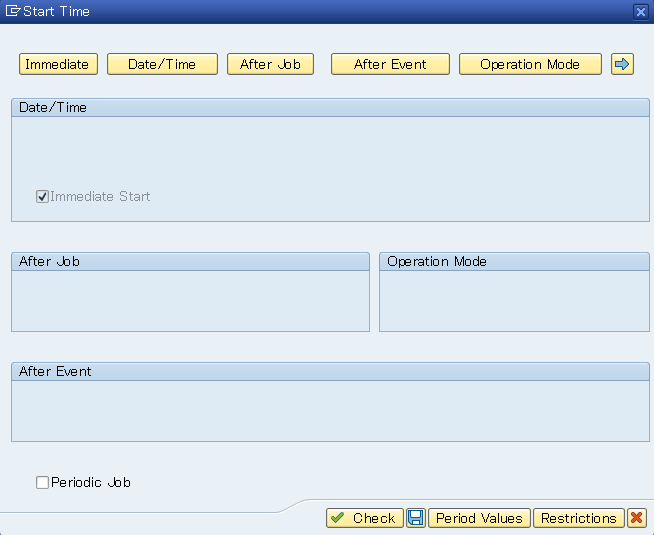 Start Time
Immediate Date/Time After Job After Event Operation Mode
Date/Time
Immediate Start
After Job Operation Mode
After Event
Periodic Job
Check Period Values Restrictions